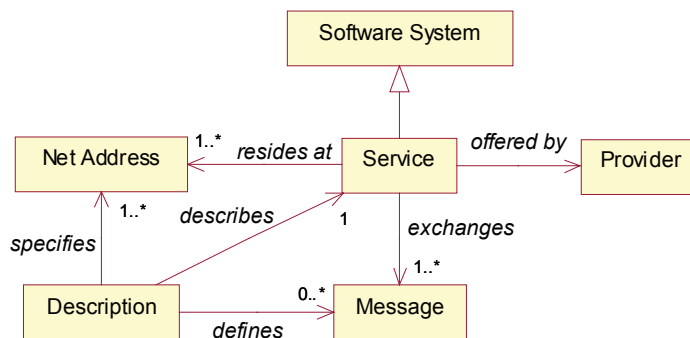 Software System
1..*
resides at
offered by
Net Address
Service
Provider
1..*
describes
1
exchanges
specifies
1..*
0..*
Description
Message
defines